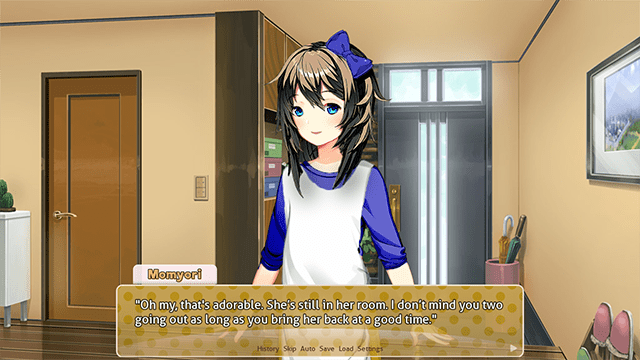 Momyori
"Oh my, that's adorable. She's still in her room. I don't mind you two
going out as long as you bring her back at a good time."
History Skip Auto Save Load Settings